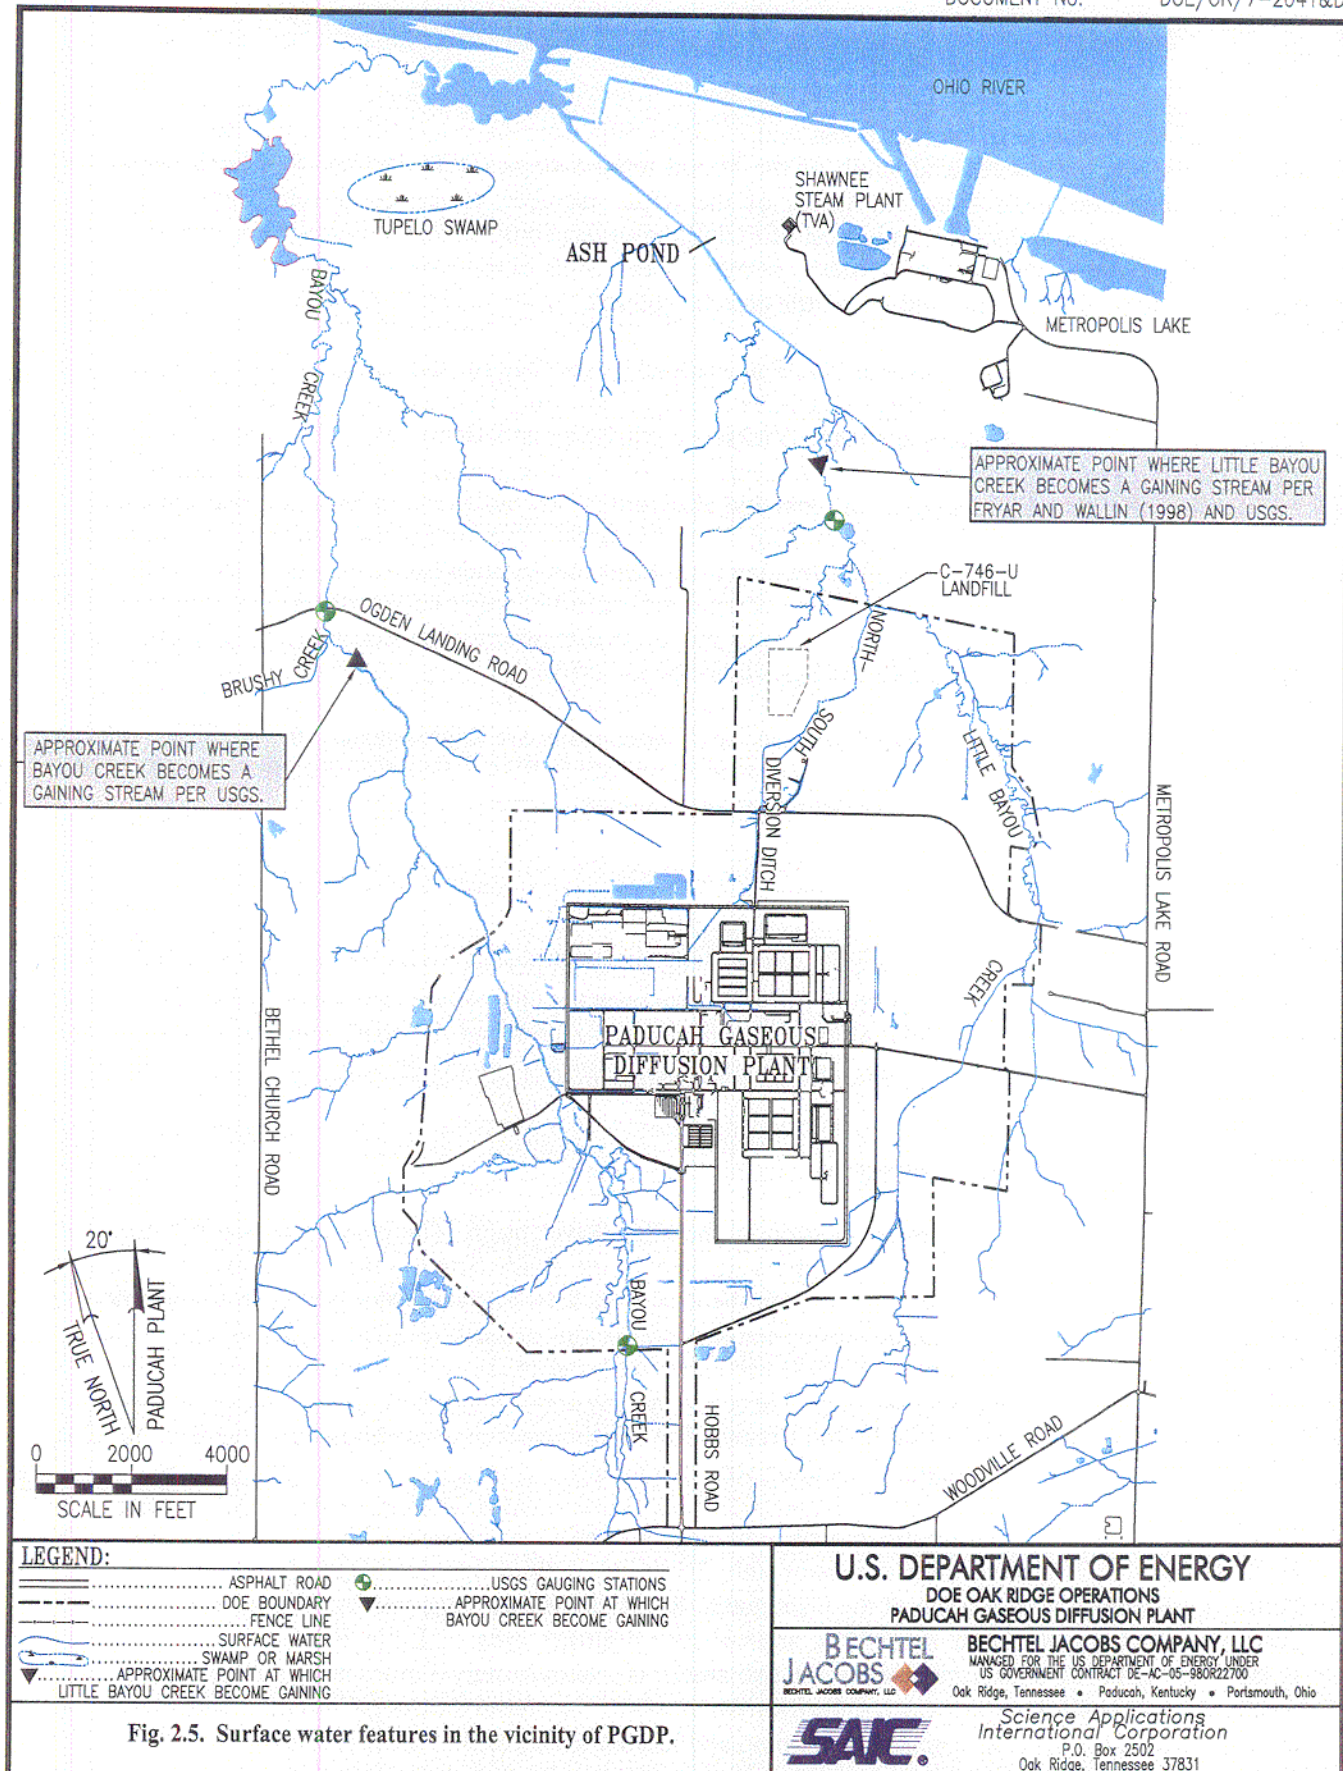 DOCUMENT NO.
OHIO RIVER
SHAWNEE
STEAM PLANT
(TVA)
TUPELO SWAMP
ASH POND
BAYOU
CREEK
METROPOLIS LAKE
APPROXIMATE POINT WHERE LITTLE BAYOU
CREEK BECOMES A GAINING STREAM PER
FRYAR AND WALLIN (1998) AND USGS.
C-746-U
LANDFILL
NORTH-
SOUTH
DIVERSION DITCH
OGDEN LANDING ROAD
BRUSHY CREEK
APPROXIMATE POINT WHERE
BAYOU CREEK BECOMES A
GAINING STREAM PER USGS.
LITTLE BAYOU
CREEK
METROPOLIS LAKE ROAD
BETHEL CHURCH ROAD
PADUCAH GASEOUS
DIFFUSION PLANT
BAYOU
CREEK
HOBBS ROAD
WOODVILLE ROAD
20°
TRUE NORTH
PADUCAH PLANT
0 2000 4000
SCALE IN FEET
LEGEND:
ASPHALT ROAD
DOE BOUNDARY
FENCE LINE
SURFACE WATER
SWAMP OR MARSH
APPROXIMATE POINT AT WHICH
LITTLE BAYOU CREEK BECOME GAINING
USGS GAUGING STATIONS
APPROXIMATE POINT AT WHICH
BAYOU CREEK BECOME GAINING
U.S. DEPARTMENT OF ENERGY
DOE OAK RIDGE OPERATIONS
PADUCAH GASEOUS DIFFUSION PLANT
BECHTEL
JACOBS
BECHTEL JACOBS COMPANY, LLC
BECHTEL JACOBS COMPANY, LLC
MANAGED FOR THE US DEPARTMENT OF ENERGY UNDER
US GOVERNMENT CONTRACT DE-AC-05-98OR22700
Oak Ridge, Tennessee • Paducah, Kentucky • Portsmouth, Ohio
SAIC.
Science Applications
International Corporation
P.O. Box 2502
Oak Ridge, Tennessee 37831
Fig. 2.5. Surface water features in the vicinity of PGDP.